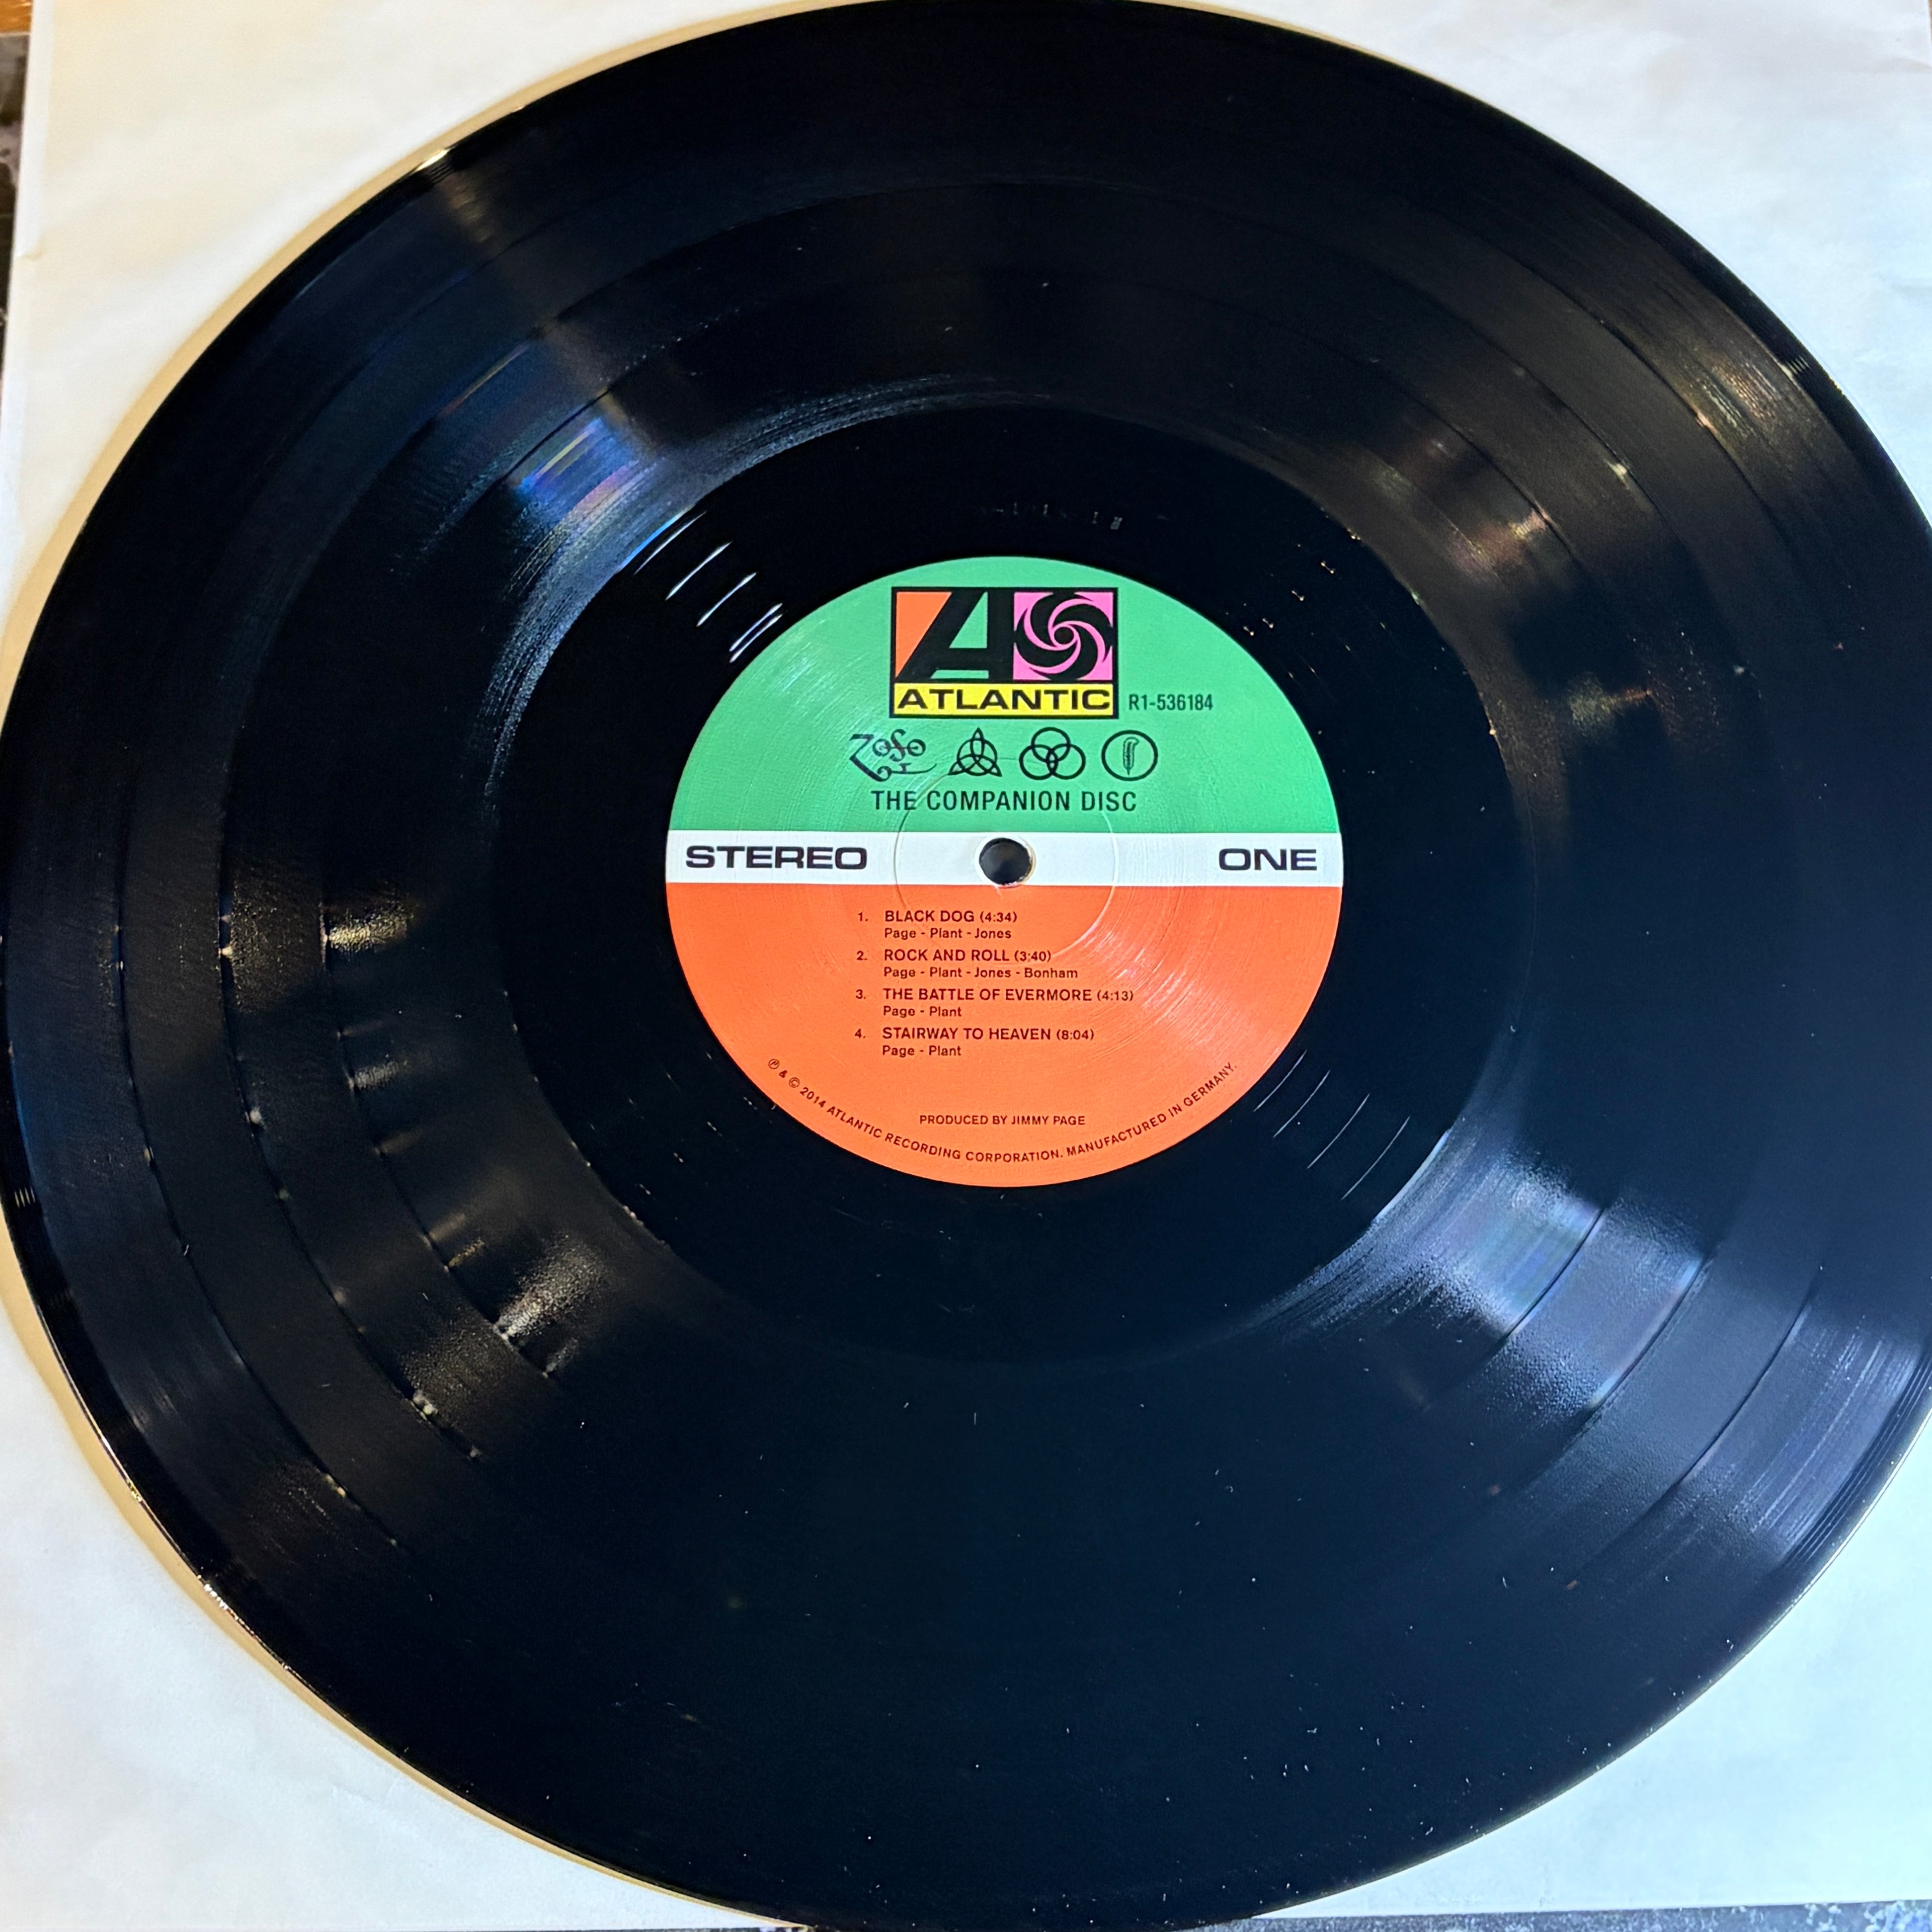 ATLANTIC R1-536184
THE COMPANION DISC
STEREO ONE
1. BLACK DOG (4:34)
Page - Plant - Jones
2. ROCK AND ROLL (3:40)
Page - Plant - Jones - Bonham
3. THE BATTLE OF EVERMORE (4:13)
Page - Plant
4. STAIRWAY TO HEAVEN (8:04)
Page - Plant
PRODUCED BY JIMMY PAGE
℗ & © 2014 ATLANTIC RECORDING CORPORATION. MANUFACTURED IN GERMANY.